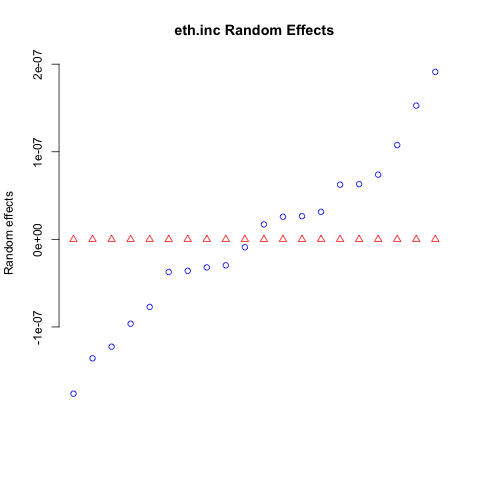 eth.inc Random Effects
Random effects
2e-07
1e-07
0e+00
-1e-07